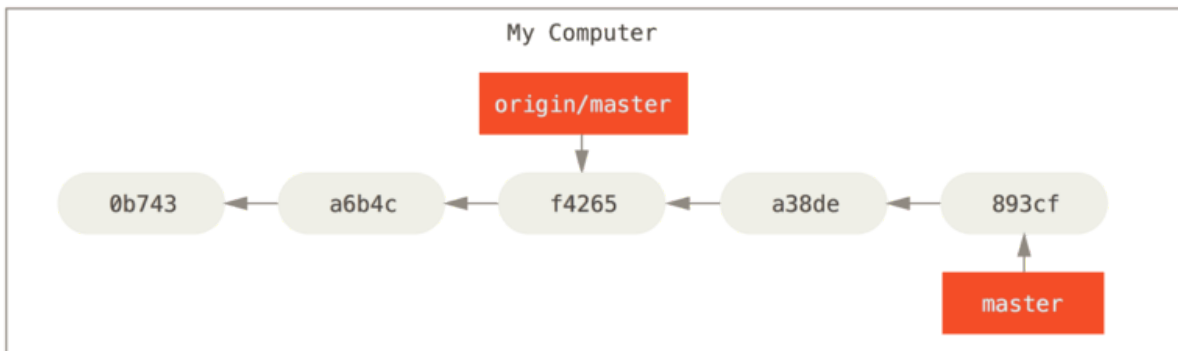 My Computer
origin/master
0b743
a6b4c
f4265
a38de
893cf
master